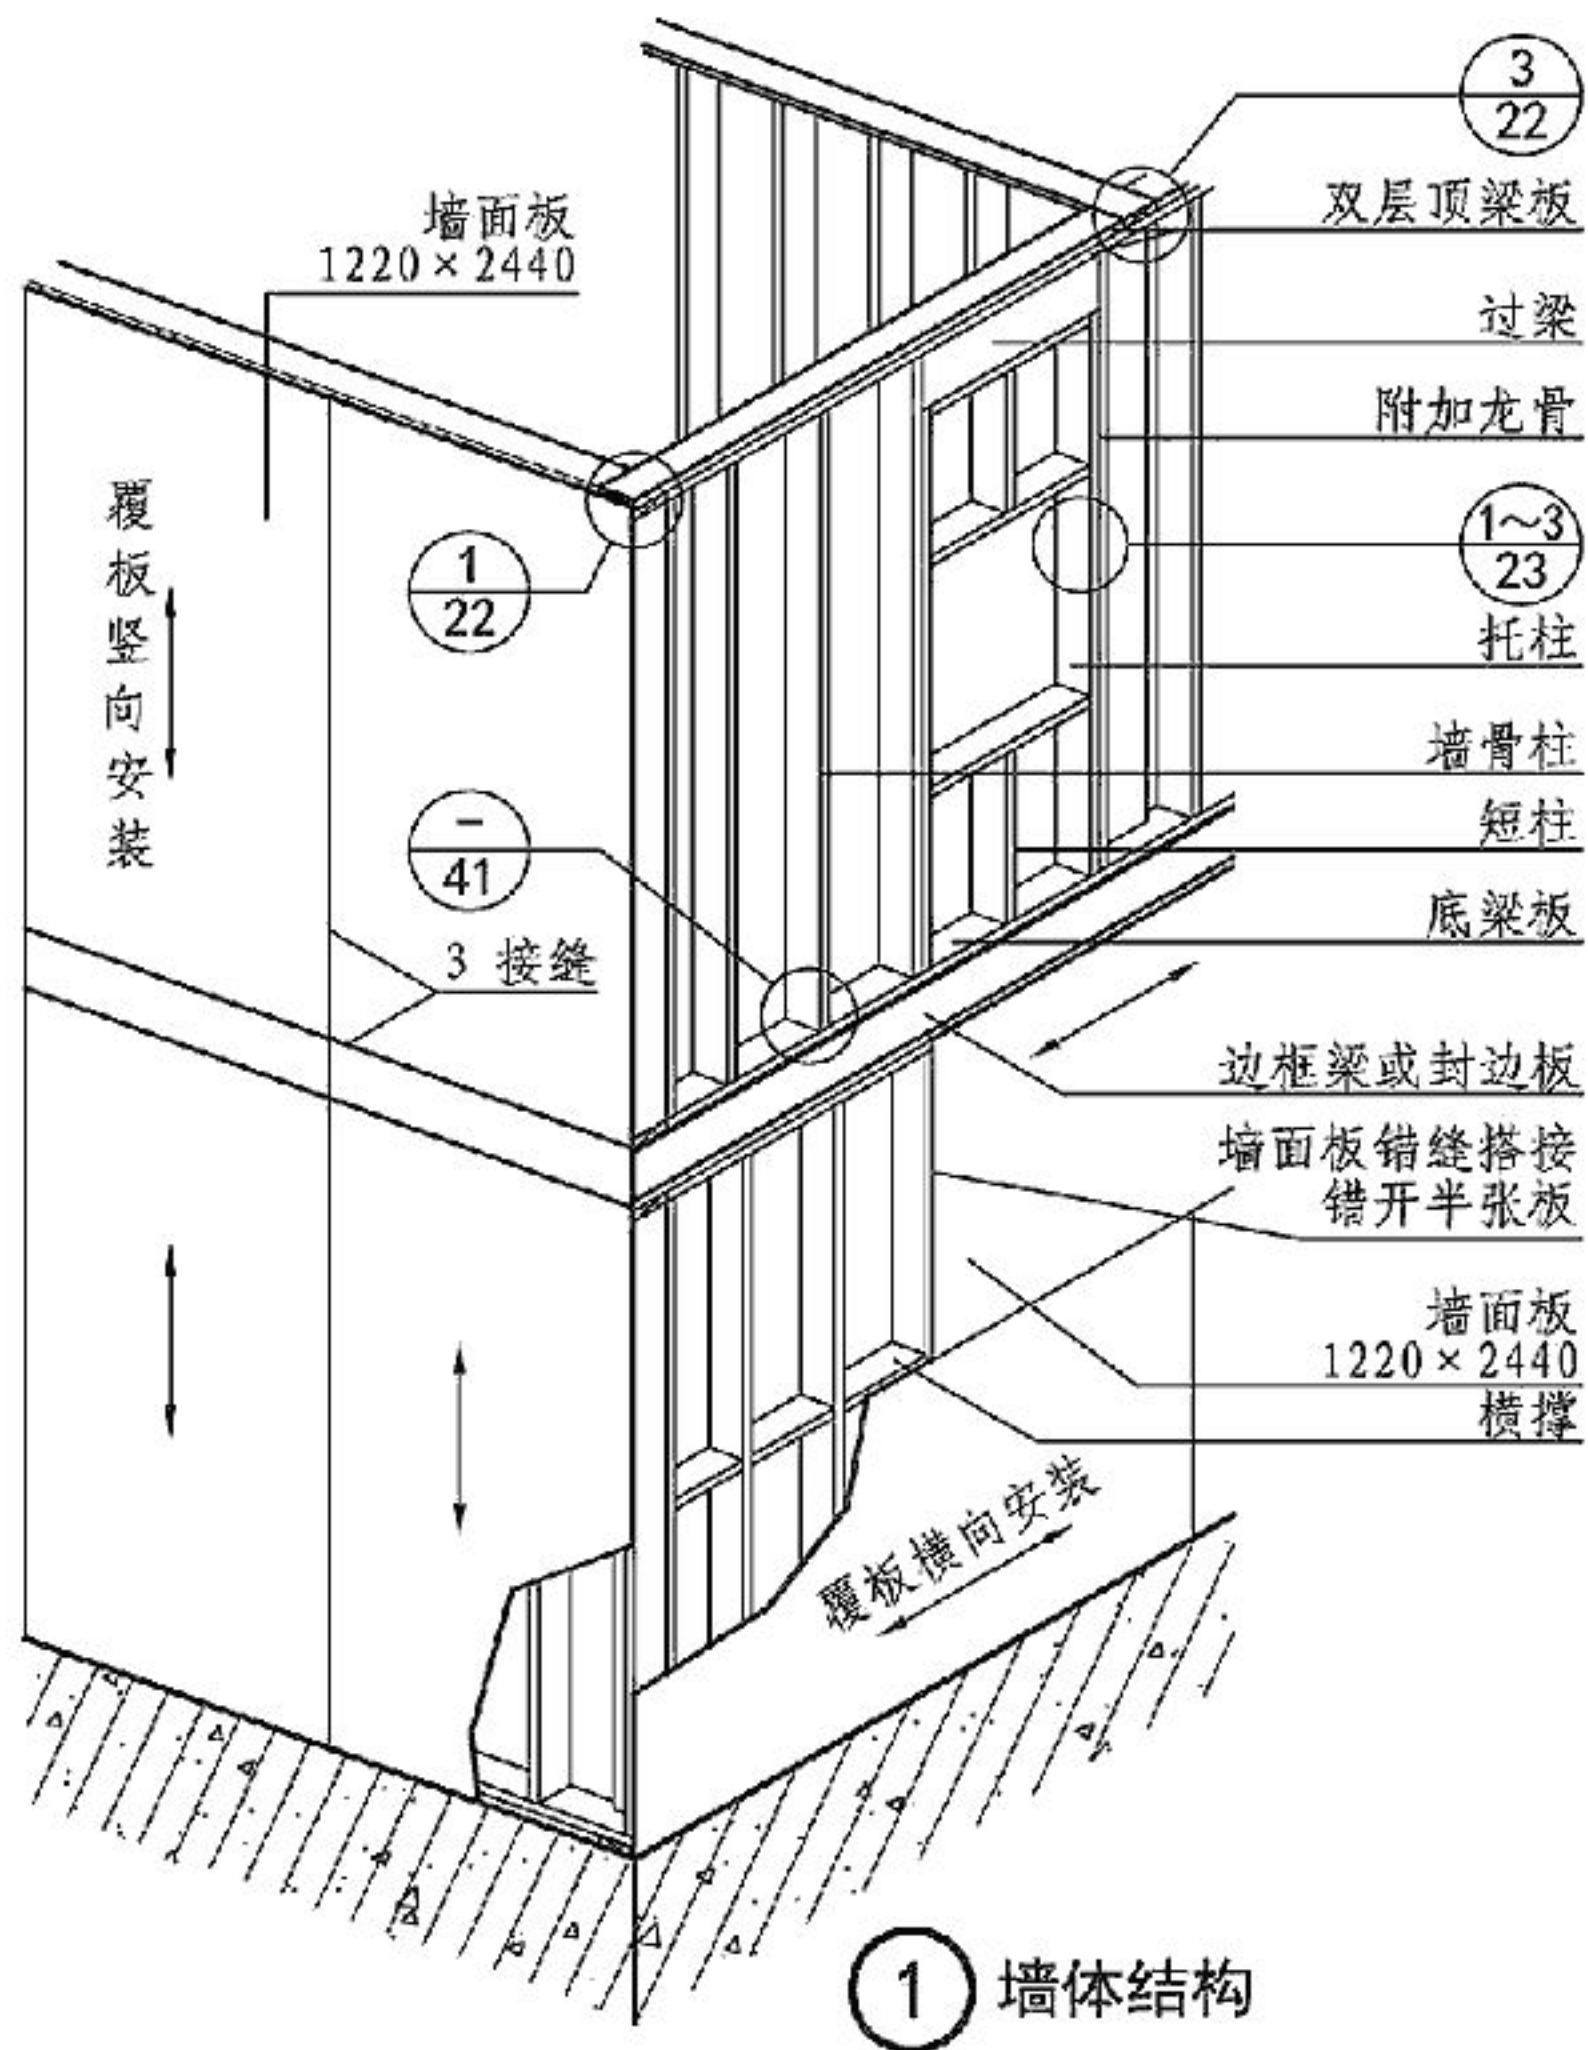 3
22
双层顶梁板
墙面板
1220×2440
过梁
附加龙骨
覆板竖向安装
1
22
1～3
23
托柱
墙骨柱
–
41
短柱
底梁板
3 接缝
边框梁或封边板
墙面板错缝搭接
错开半张板
墙面板
1220×2440
横撑
覆板横向安装
1 墙体结构